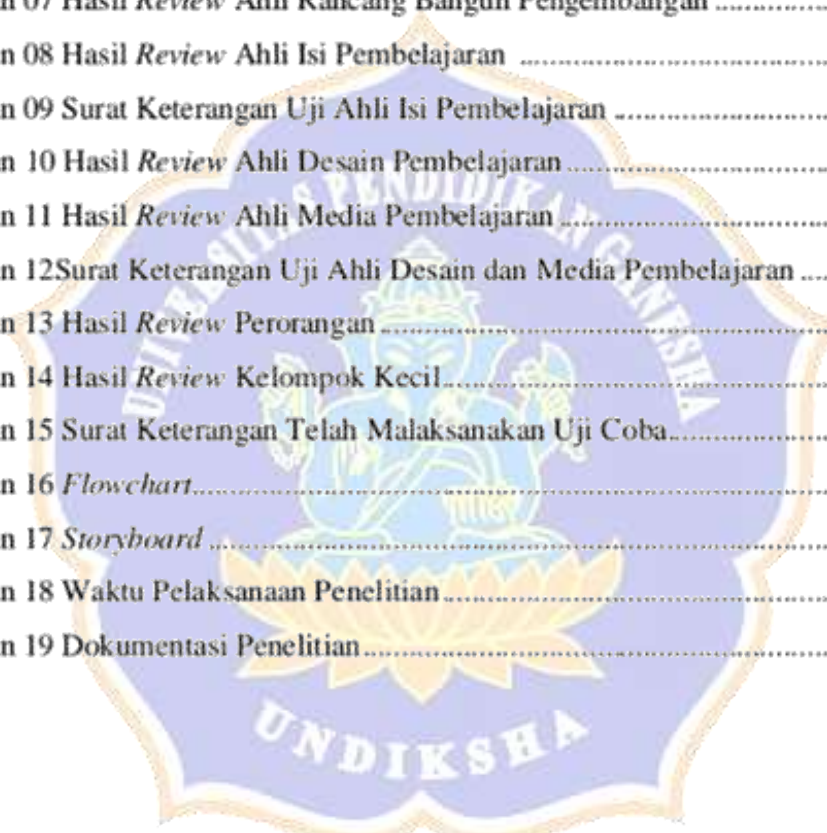 n 07 Hasil Review Ahli Rancang Bangun Pengembangan ..............
n 08 Hasil Review Ahli Isi Pembelajaran ..............................................
n 09 Surat Keterangan Uji Ahli Isi Pembelajaran ................................
n 10 Hasil Review Ahli Desain Pembelajaran .......................................
n 11 Hasil Review Ahli Media Pembelajaran ........................................
n 12Surat Keterangan Uji Ahli Desain dan Media Pembelajaran ....
n 13 Hasil Review Perorangan ................................................................
n 14 Hasil Review Kelompok Kecil.......................................................
n 15 Surat Keterangan Telah Malaksanakan Uji Coba.......................
n 16 Flowchart...........................................................................................
n 17 Storyboard .........................................................................................
n 18 Waktu Pelaksanaan Penelitian .......................................................
n 19 Dokumentasi Penelitian ...................................................................
UNIVERSITAS PENDIDIKAN GANESHA
UNDIKSHA